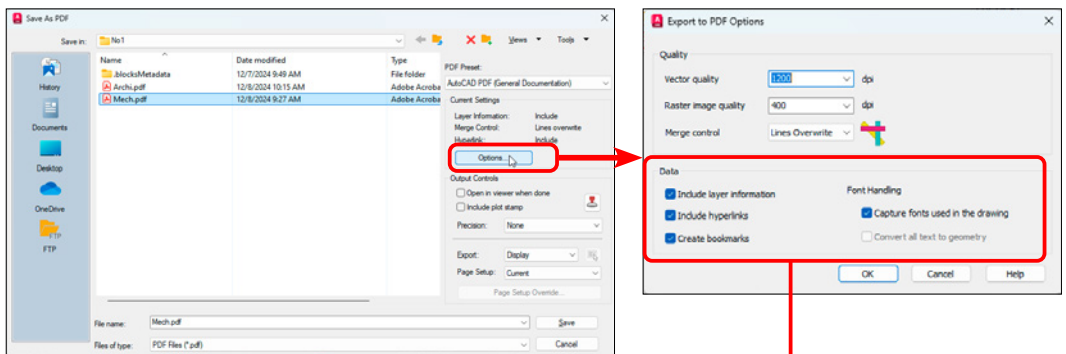 Save As PDF
Save in:
No1
Views
Tools
Name
Date modified
Type
.blocksMetadata
12/7/2024 9:49 AM
File folder
Archi.pdf
12/8/2024 10:15 AM
Adobe Acroba
Mech.pdf
12/8/2024 9:27 AM
Adobe Acroba
History
Documents
Desktop
OneDrive
FTP
FTP
PDF Preset:
AutoCAD PDF (General Documentation)
Current Settings
Layer Information:
Include
Merge Control:
Lines overwrite
Hyperlink:
Include
Options...
Output Controls
Open in viewer when done
Include plot stamp
Precision:
None
Export:
Display
Page Setup:
Current
Page Setup Override...
File name:
Mech.pdf
Save
Files of type:
PDF Files (*.pdf)
Cancel
Export to PDF Options
Quality
Vector quality
1200
dpi
Raster image quality
400
dpi
Merge control
Lines Overwrite
Data
Include layer information
Font Handling
Include hyperlinks
Capture fonts used in the drawing
Create bookmarks
Convert all text to geometry
OK
Cancel
Help